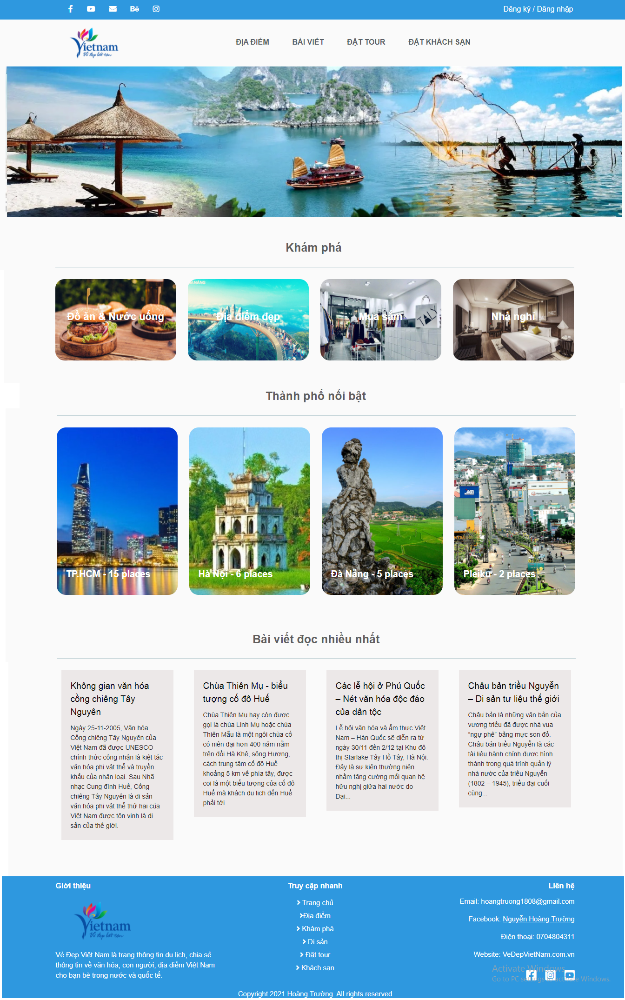 Bē
Đăng ký / Đăng nhập
Vietnam
Vẻ đẹp bất tận
ĐỊA ĐIỂM
BÀI VIẾT
ĐẶT TOUR
ĐẶT KHÁCH SẠN
Khám phá
Đồ ăn & Nước uống
ĐA NẴNG
Địa điểm đẹp
Mua sắm
TALY
Nhà nghỉ
Thành phố nổi bật
TP.HCM - 15 places
Hà Nội - 6 places
Đà Nẵng - 5 places
MB
Pleiku - 2 places
Bài viết đọc nhiều nhất
Không gian văn hóa
cồng chiêng Tây
Nguyên
Ngày 25-11-2005, Văn hóa
Cồng chiêng Tây Nguyên của
Việt Nam đã được UNESCO
chính thức công nhận là kiệt tác
văn hóa phi vật thể và truyền
khẩu của nhân loại. Sau Nhã
nhạc Cung đình Huế, Cồng
chiêng Tây Nguyên là di sản
văn hóa phi vật thể thứ hai của
Việt Nam được tôn vinh là di
sản của thế giới.
Chùa Thiên Mụ - biểu
tượng cố đô Huế
Chùa Thiên Mụ hay còn được
gọi là chùa Linh Mụ hoặc chùa
Thiên Mẫu là một ngôi chùa cổ
có niên đại hơn 400 năm nằm
trên đồi Hà Khê, sông Hương,
cách trung tâm cố đô Huế
khoảng 5 km về phía tây, được
coi là một biểu tượng của cố đô
Huế mà khách du lịch đến Huế
phải tới
Các lễ hội ở Phú Quốc
– Nét văn hóa độc đáo
của dân tộc
Lễ hội văn hóa và ẩm thực Việt
Nam – Hàn Quốc sẽ diễn ra từ
ngày 30/11 đến 2/12 tại Khu đô
thị Starlake Tây Hồ Tây, Hà Nội.
Đây là sự kiện thường niên
nhằm tăng cường mối quan hệ
hữu nghị giữa hai nước do
Đại...
Châu bản triều Nguyễn
– Di sản tư liệu thế giới
Châu bản là những văn bản của
vương triều đã được nhà vua
“ngự phê” bằng mực son đỏ.
Châu bản triều Nguyễn là các
tài liệu hành chính được hình
thành trong quá trình quản lý
nhà nước của triều Nguyễn
(1802 – 1945), triều đại cuối
cùng...
Giới thiệu
Vietnam
Vẻ đẹp bất tận
Vẻ Đẹp Việt Nam là trang thông tin du lịch, chia sẻ
thông tin về văn hóa, con người, địa điểm Việt Nam
cho bạn bè trong nước và quốc tế.
Truy cập nhanh
Trang chủ
Địa điểm
Khám phá
Di sản
Đặt tour
Khách sạn
Liên hệ
Email: hoangtruong1808@gmail.com
Facebook: Nguyễn Hoàng Trường
Điện thoại: 0704804311
Website: VeDepVietNam.com.vn
Activate Windows
Go to PC settings to activate Windows.
Copyright 2021 Hoàng Trường. All rights reserved